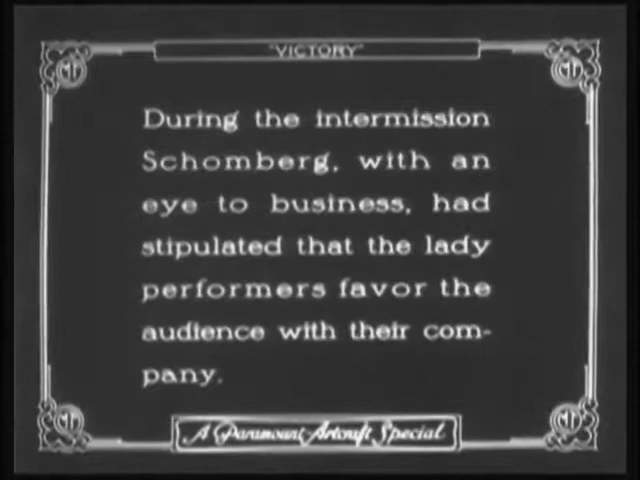 "VICTORY"
During the intermission
Schomberg, with an
eye to business, had
stipulated that the lady
performers favor the
audience with their com-
pany.
A Paramount Artcraft Special